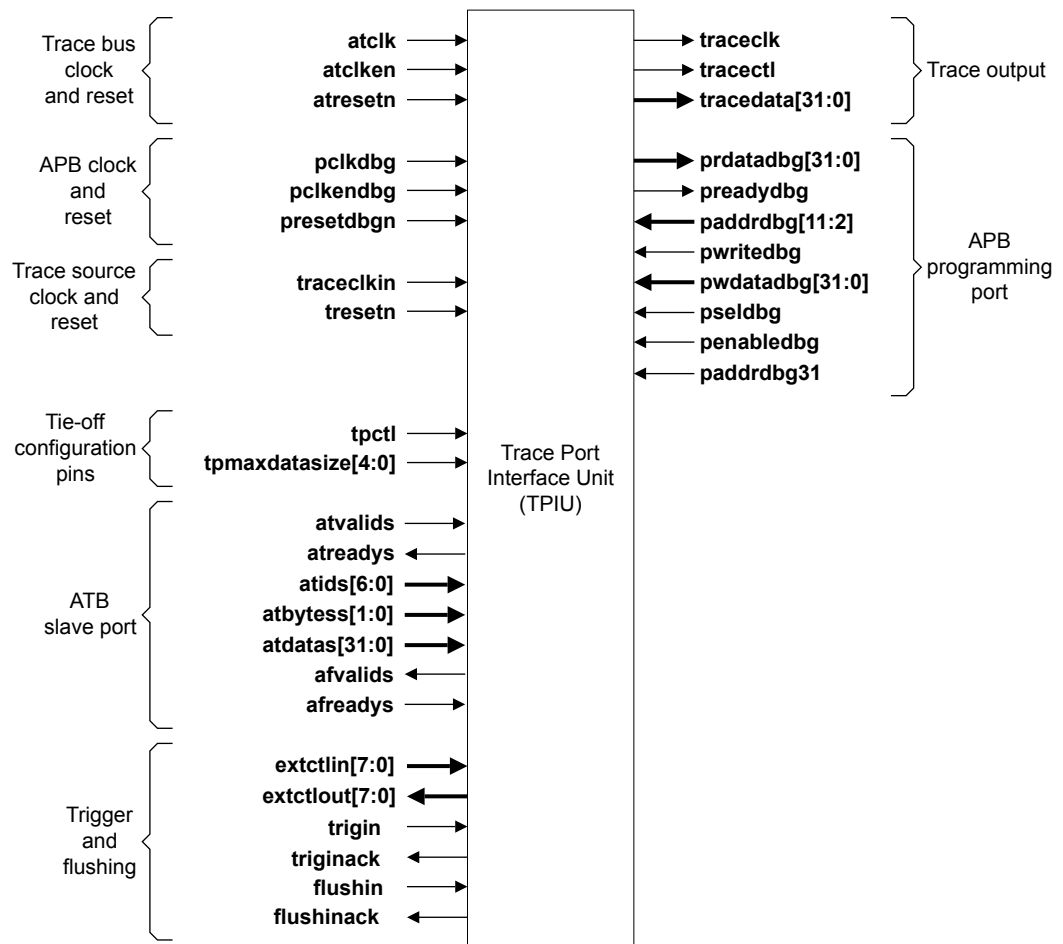 Trace bus
clock
and reset
atclk
atclken
atresetn
APB clock
and
reset
pclkdbg
pclkendbg
presetdbgn
Trace source
clock and
reset
traceclkin
tresetn
Tie-off
configuration
pins
tpctl
tpmaxdatasize[4:0]
ATB
slave port
atvalids
atreadys
atids[6:0]
atbytess[1:0]
atdatas[31:0]
afvalids
afreadys
Trigger
and
flushing
extctlin[7:0]
extctlout[7:0]
trigin
triginack
flushin
flushinack
Trace Port
Interface Unit
(TPIU)
traceclk
tracectl
tracedata[31:0]
Trace output
prdatadbg[31:0]
preadydbg
paddrdbg[11:2]
pwritedbg
pwdatadbg[31:0]
pseldbg
penabledbg
paddrdbg31
APB
programming
port